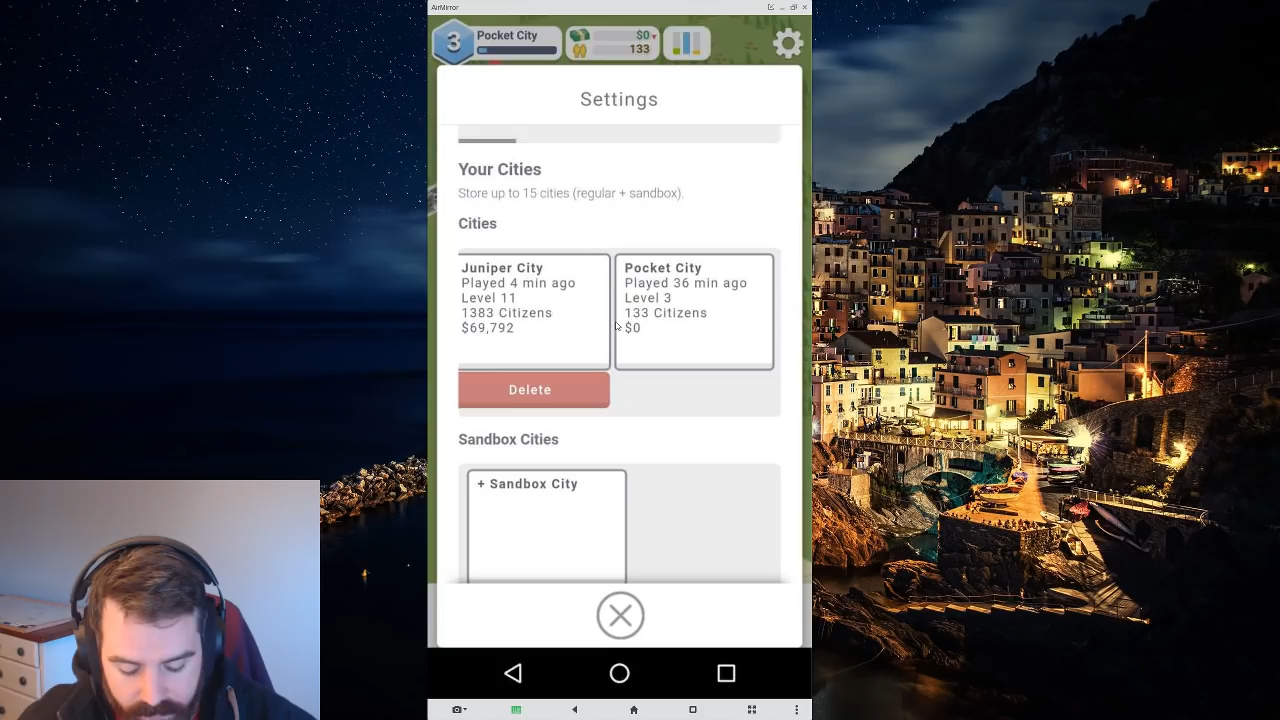 AirMirror
3
Pocket City
$0
133
Settings
Your Cities
Store up to 15 cities (regular + sandbox).
Cities
Juniper City
Played 4 min ago
Level 11
1383 Citizens
$69,792
Pocket City
Played 36 min ago
Level 3
133 Citizens
$0
Delete
Sandbox Cities
+ Sandbox City